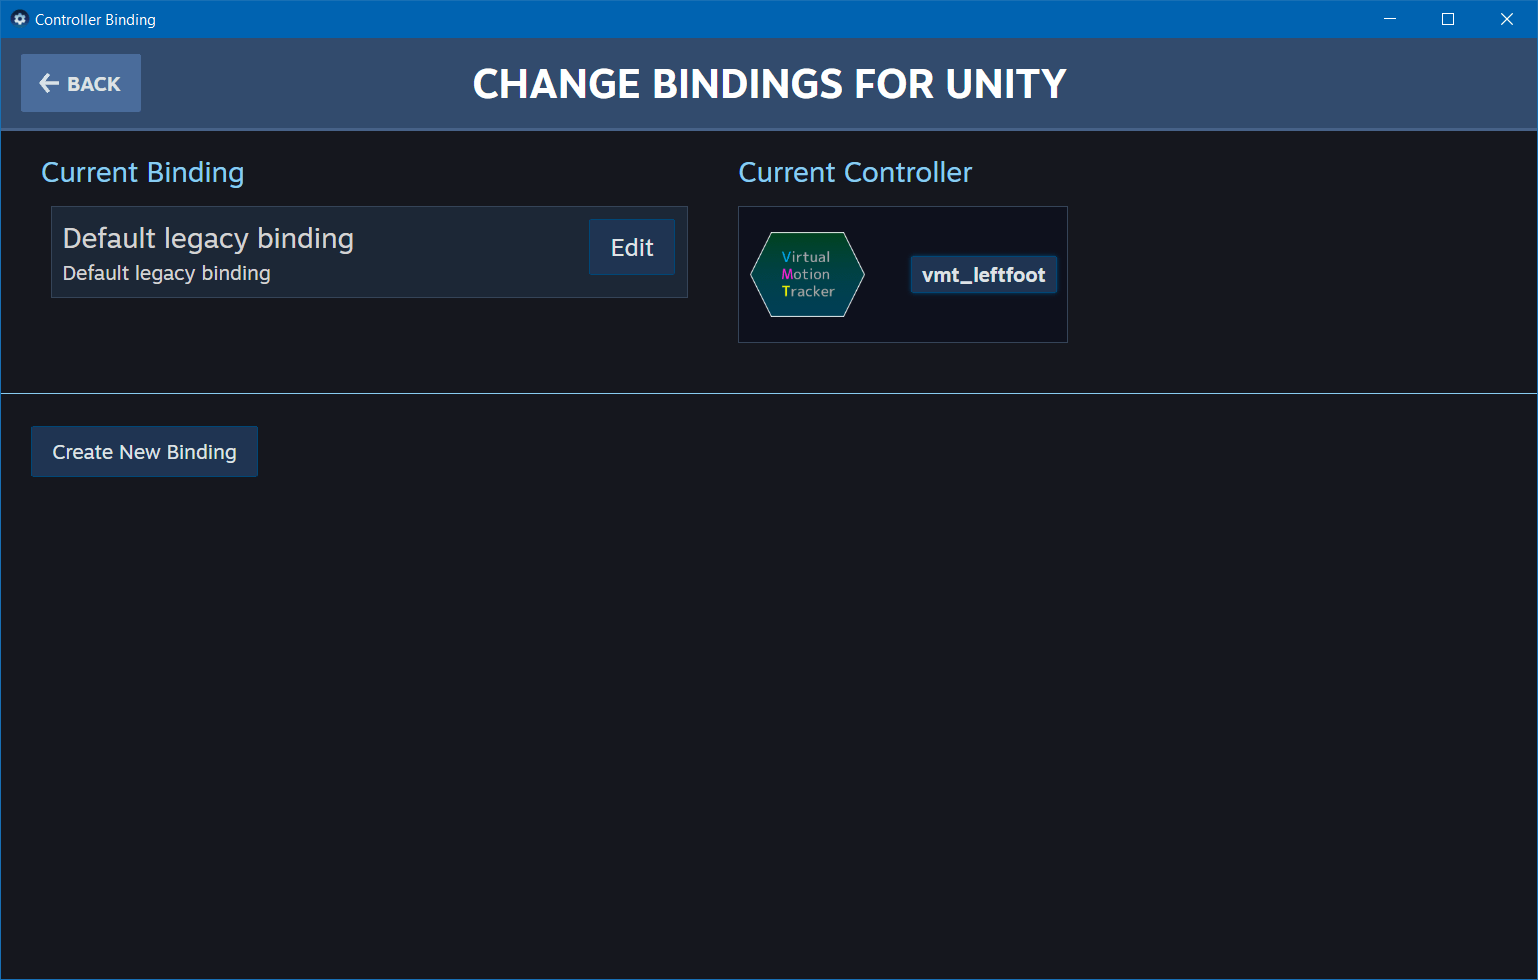 Controller Binding
BACK
CHANGE BINDINGS FOR UNITY
Current Binding
Default legacy binding
Default legacy binding
Edit
Current Controller
Virtual
Motion
Tracker
vmt_leftfoot
Create New Binding